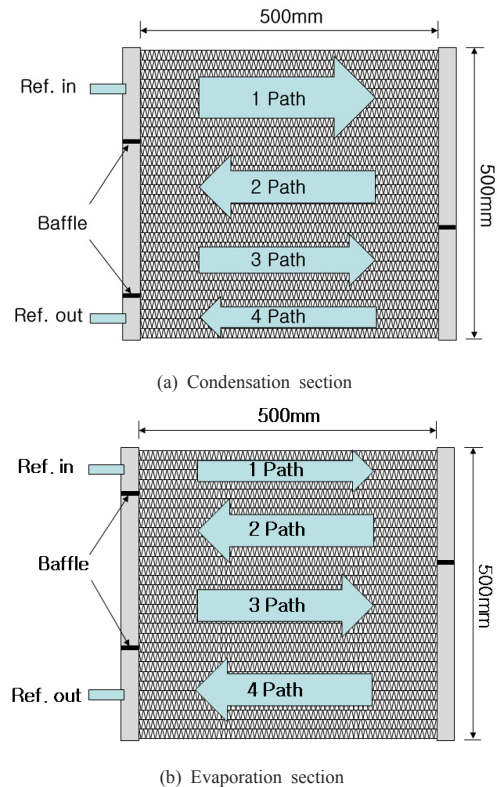 500mm
Ref. in
1 Path
2 Path
Baffle
3 Path
Ref. out
4 Path
500mm
(a) Condensation section
500mm
Ref. in
1 Path
2 Path
Baffle
3 Path
Ref. out
4 Path
500mm
(b) Evaporation section